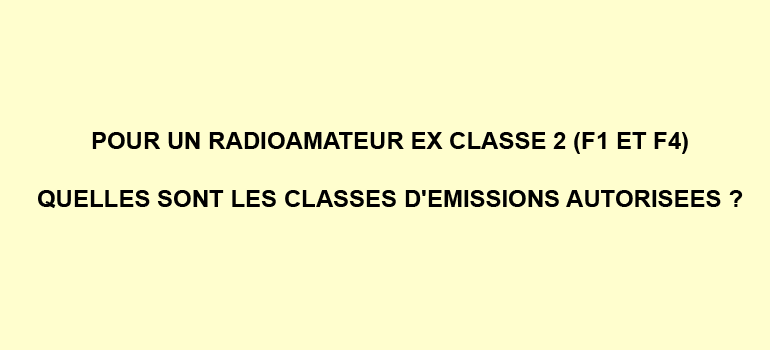 POUR UN RADIOAMATEUR EX CLASSE 2 (F1 ET F4)
QUELLES SONT LES CLASSES D'EMISSIONS AUTORISEES ?